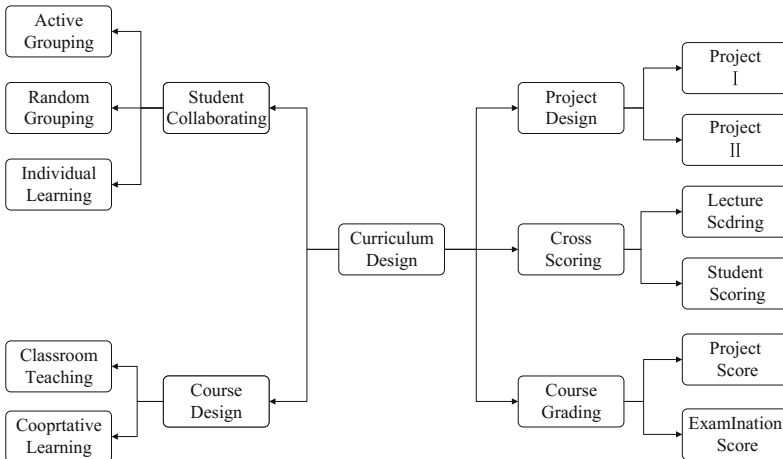 Active
Grouping
Random
Grouping
Individual
Learning
Student
Collaborating
Classroom
Teaching
Cooprtative
Learning
Course
Design
Curriculum
Design
Project
Design
Project
I
Project
II
Cross
Scoring
Lecture
Scdring
Student
Scoring
Course
Grading
Project
Score
ExamInation
Score